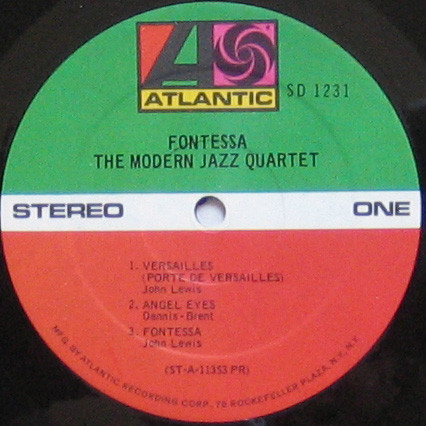 ATLANTIC
SD 1231
FONTESSA
THE MODERN JAZZ QUARTET
STEREO ONE
1. VERSAILLES
(PORTE DE VERSAILLES)
John Lewis
2. ANGEL EYES
Dennis-Brent
3. FONTESSA
John Lewis
(ST-A-11353 PR)
MFG. BY ATLANTIC RECORDING CORP., 75 ROCKEFELLER PLAZA, N.Y., N.Y.